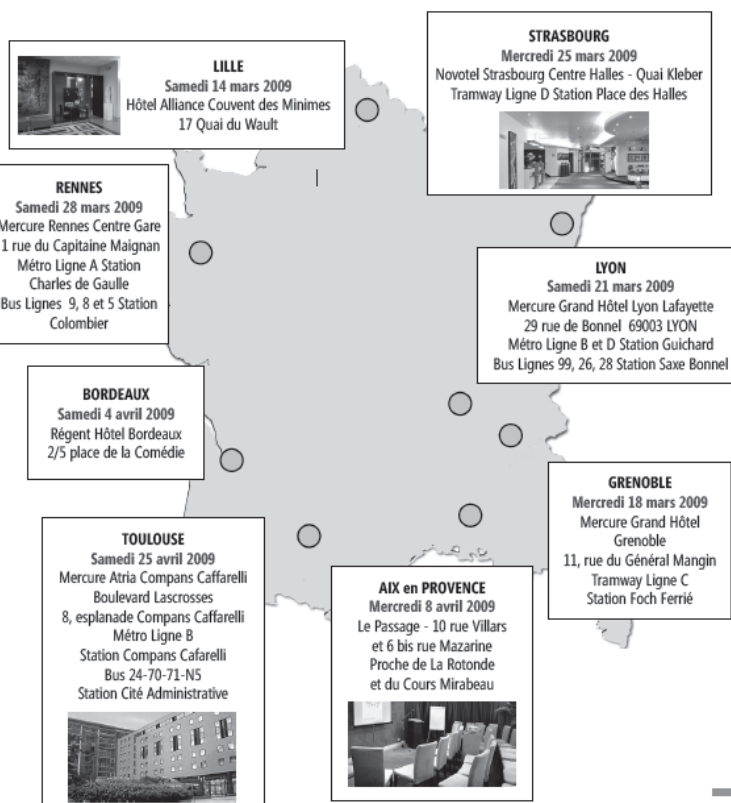 LILLE
Samedi 14 mars 2009
Hôtel Alliance Couvent des Minimes
17 Quai du Wault
STRASBOURG
Mercredi 25 mars 2009
Novotel Strasbourg Centre Halles - Quai Kleber
Tramway Ligne D Station Place des Halles
RENNES
Samedi 28 mars 2009
Mercure Rennes Centre Gare
1 rue du Capitaine Maignan
Métro Ligne A Station
Charles de Gaulle
Bus Lignes 9, 8 et 5 Station
Colombier
LYON
Samedi 21 mars 2009
Mercure Grand Hôtel Lyon Lafayette
29 rue de Bonnel 69003 LYON
Métro Ligne B et D Station Guichard
Bus Lignes 99, 26, 28 Station Saxe Bonnel
BORDEAUX
Samedi 4 avril 2009
Régent Hôtel Bordeaux
2/5 place de la Comédie
GRENOBLE
Mercredi 18 mars 2009
Mercure Grand Hôtel
Grenoble
11, rue du Général Mangin
Tramway Ligne C
Station Foch Ferrié
TOULOUSE
Samedi 25 avril 2009
Mercure Atria Compans Caffarelli
Boulevard Lascrosses
8, esplanade Compans Caffarelli
Métro Ligne B
Station Compans Cafarelli
Bus 24-70-71-N5
Station Cité Administrative
AIX en PROVENCE
Mercredi 8 avril 2009
Le Passage - 10 rue Villars
et 6 bis rue Mazarine
Proche de La Rotonde
et du Cours Mirabeau